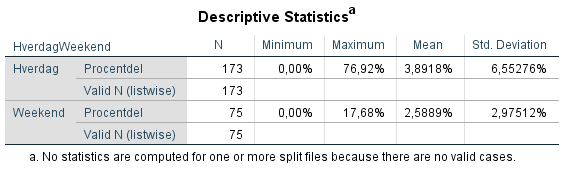 Descriptive Statisticsa
HverdagWeekend N Minimum Maximum Mean Std. Deviation
Hverdag Procentdel 173 0,00% 76,92% 3,8918% 6,55276%
Valid N (listwise) 173
Weekend Procentdel 75 0,00% 17,68% 2,5889% 2,97512%
Valid N (listwise) 75
a. No statistics are computed for one or more split files because there are no valid cases.